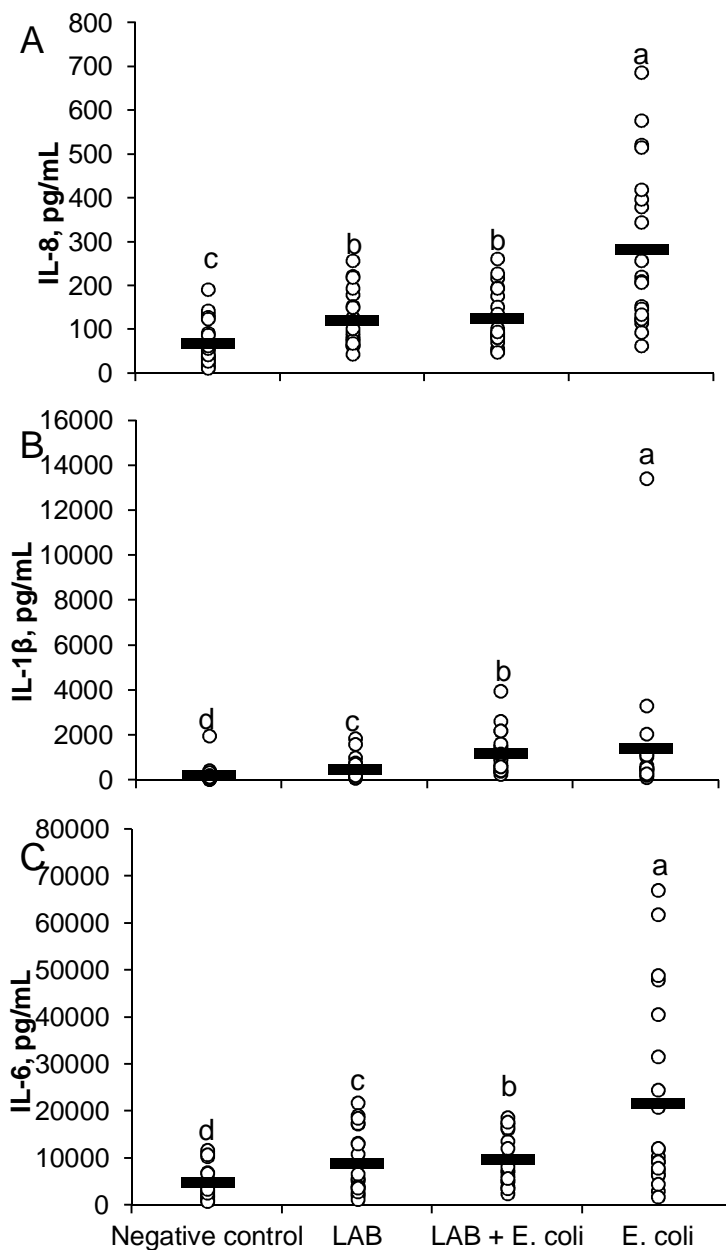 A
IL-8, pg/mL
800
700
600
500
400
300
200
100
0
c
b
b
a
B
IL-1β, pg/mL
16000
14000
12000
10000
8000
6000
4000
2000
0
d
c
b
a
C
IL-6, pg/mL
80000
70000
60000
50000
40000
30000
20000
10000
0
d
c
b
a
Negative control LAB LAB + E. coli E. coli